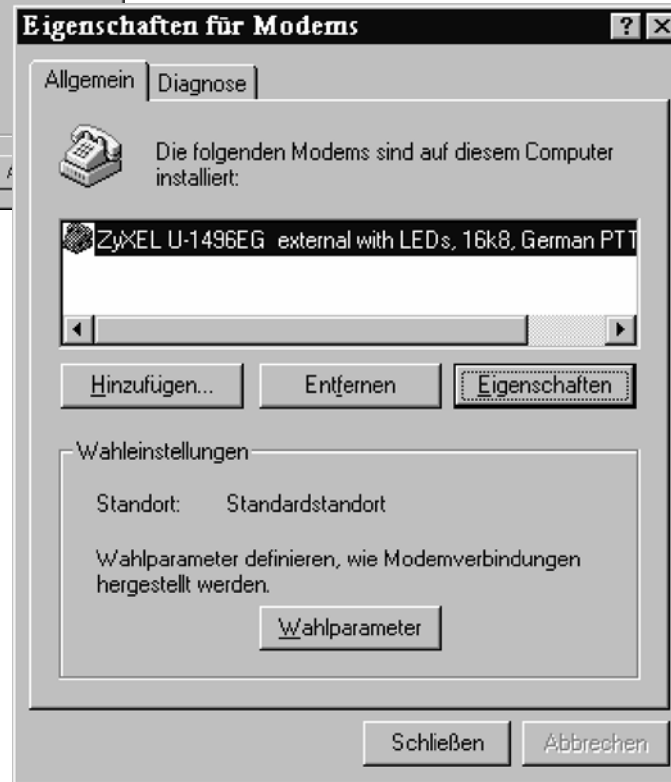 Eigenschaften für Modems
Allgemein
Diagnose
Die folgenden Modems sind auf diesem Computer
installiert:
ZyXEL U-1496EG external with LEDs, 16k8, German PTT
Hinzufügen...
Entfernen
Eigenschaften
Wahleinstellungen
Standort:
Standardstandort
Wahlparameter definieren, wie Modemverbindungen
hergestellt werden.
Wahlparameter
Schließen
Abbrechen